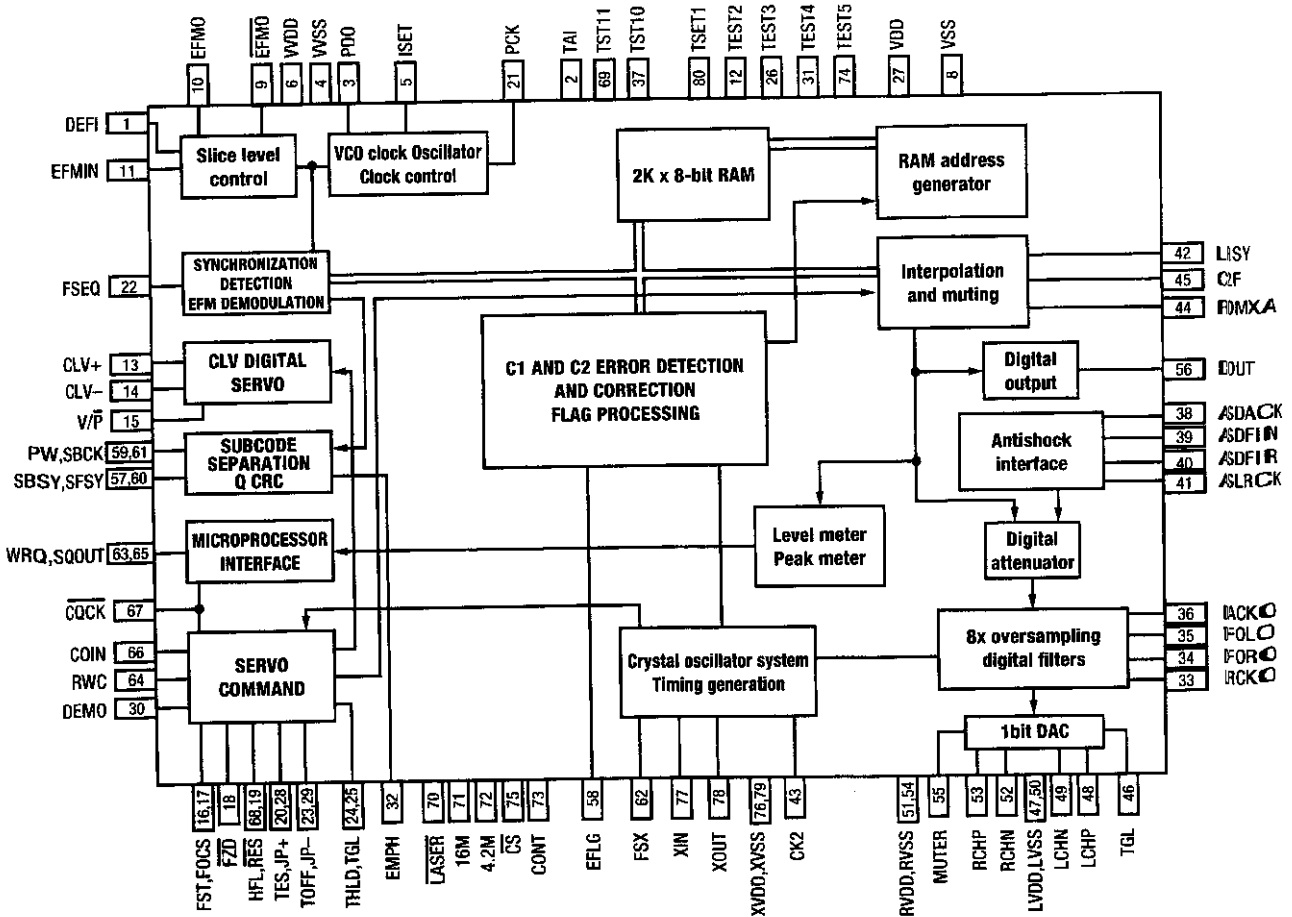 EFMO
EFMO
VVDD
VVSS
PDO
ISET
PCK
TAI
TST11
TST10
TSET1
TEST2
TEST3
TEST4
TEST5
VDD
VSS
10
9
6
4
3
5
21
2
69
37
80
12
26
31
74
27
8
DEFI 1
EFMIN 11
Slice level
control
VCO clock Oscillator
Clock control
2K x 8-bit RAM
RAM address
generator
FSEQ 22
SYNCHRONIZATION
DETECTION
EFM DEMODULATION
Interpolation
and muting
42
45 C2F
44
CLV+ 13
CLV− 14
V/P 15
CLV DIGITAL
SERVO
C1 AND C2 ERROR DETECTION
AND CORRECTION
FLAG PROCESSING
Digital
output
56
PW,SBCK 59,61
SBSY,SFSY 57,60
SUBCODE
SEPARATION
Q CRC
Antishock
interface
38 ASDACK
39 ASDFIN
40 ASDFIR
41 ASLRCK
WRQ,SQOUT 63,65
MICROPROCESSOR
INTERFACE
Level meter
Peak meter
Digital
attenuator
CQCK 67
COIN 66
RWC 64
DEMO 30
SERVO
COMMAND
Crystal oscillator system
Timing generation
8x oversampling
digital filters
36
35
34
33
1bit DAC
16,17
18
68,19
20,28
23,29
24,25
32
70
71
72
75
73
58
62
77
78
76,79
43
51,54
55
53
52
47,50
49
48
46
FST,FOCS
FZD
HFL,RES
TES,JP+
TOFF,JP−
THLD,TGL
EMPH
LASER
16M
4.2M
CS
CONT
EFLG
FSX
XIN
XOUT
XVDD,XVSS
CK2
RVDD,RVSS
MUTER
RCHP
RCHN
LVDD,LVSS
LCHN
LCHP
TGL